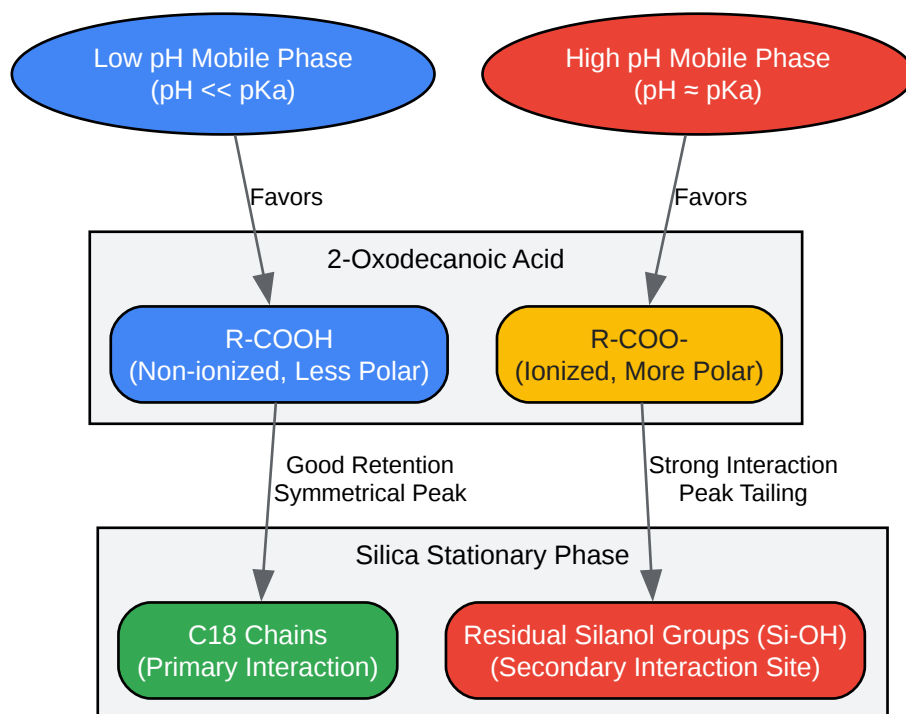 Low pH Mobile Phase
(pH << pKa)
High pH Mobile Phase
(pH ≈ pKa)
Favors
Favors
2-Oxodecanoic Acid
R-COOH
(Non-ionized, Less Polar)
R-COO-
(Ionized, More Polar)
Good Retention
Symmetrical Peak
Strong Interaction
Peak Tailing
Silica Stationary Phase
C18 Chains
(Primary Interaction)
Residual Silanol Groups (Si-OH)
(Secondary Interaction Site)